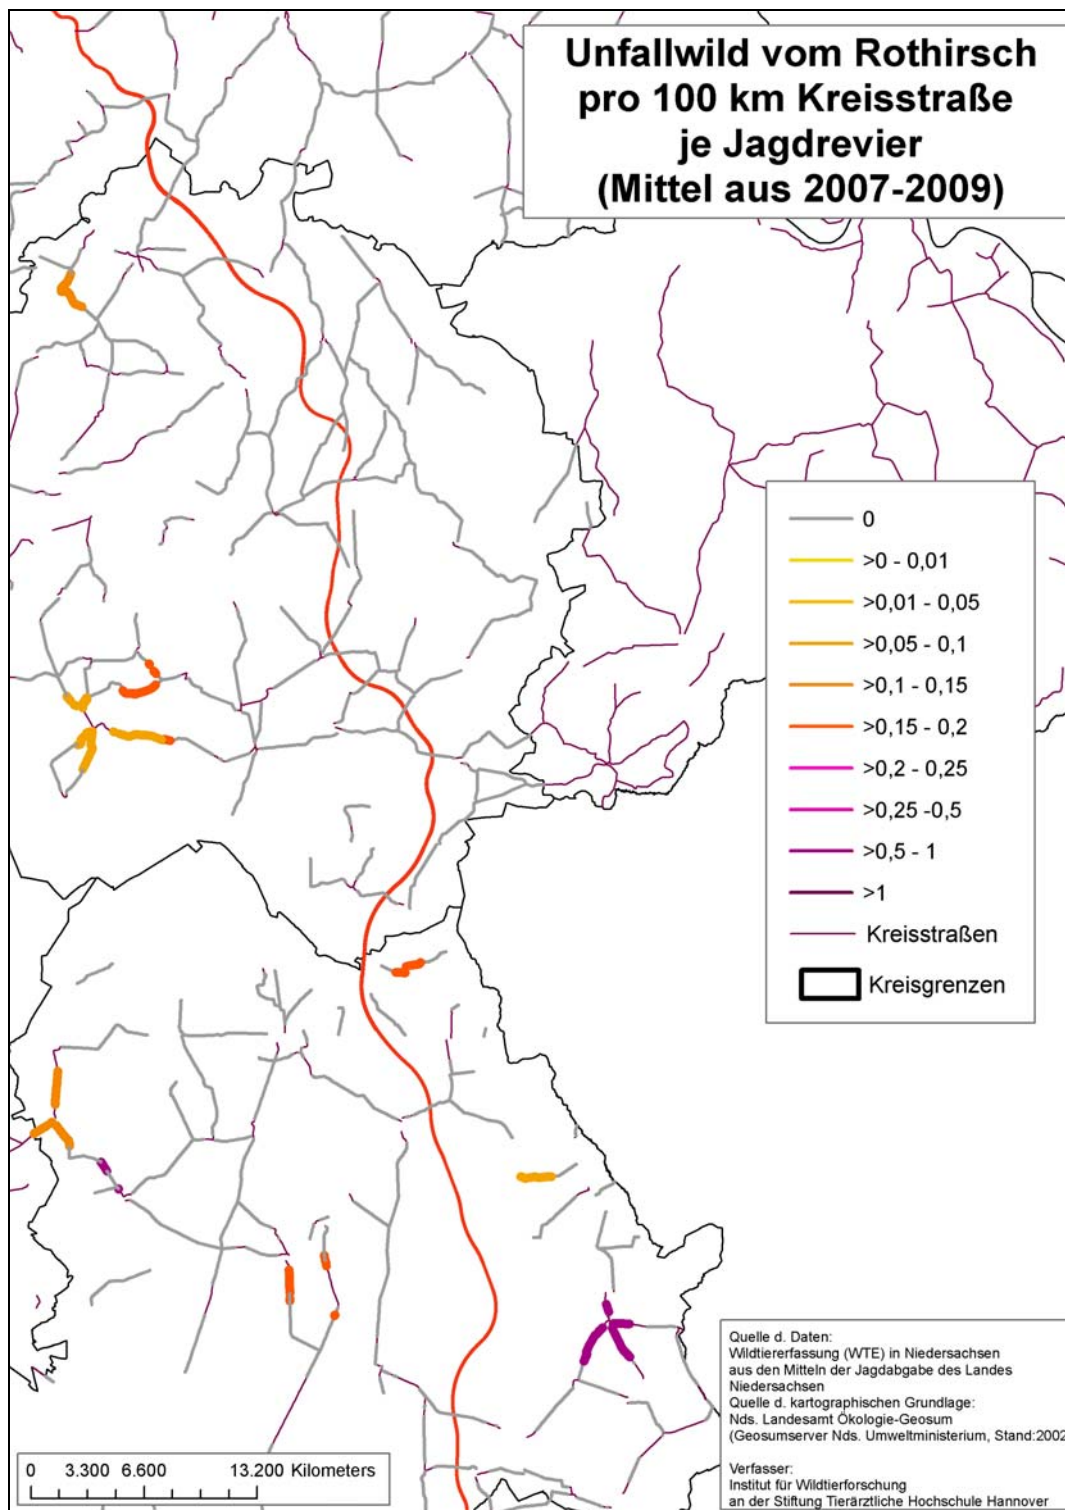 Unfallwild vom Rothirsch
pro 100 km Kreisstraße
je Jagdrevier
(Mittel aus 2007-2009)
0
>0 - 0,01
>0,01 - 0,05
>0,05 - 0,1
>0,1 - 0,15
>0,15 - 0,2
>0,2 - 0,25
>0,25 -0,5
>0,5 - 1
>1
Kreisstraßen
Kreisgrenzen
Quelle d. Daten:
Wildtiererfassung (WTE) in Niedersachsen
aus den Mitteln der Jagdabgabe des Landes
Niedersachsen
Quelle d. kartographischen Grundlage:
Nds. Landesamt Ökologie-Geosum
(Geosumserver Nds. Umweltministerium, Stand:2002
Verfasser:
Institut für Wildtierforschung
an der Stiftung Tierärztliche Hochschule Hannover
0 3.300 6.600 13.200 Kilometers